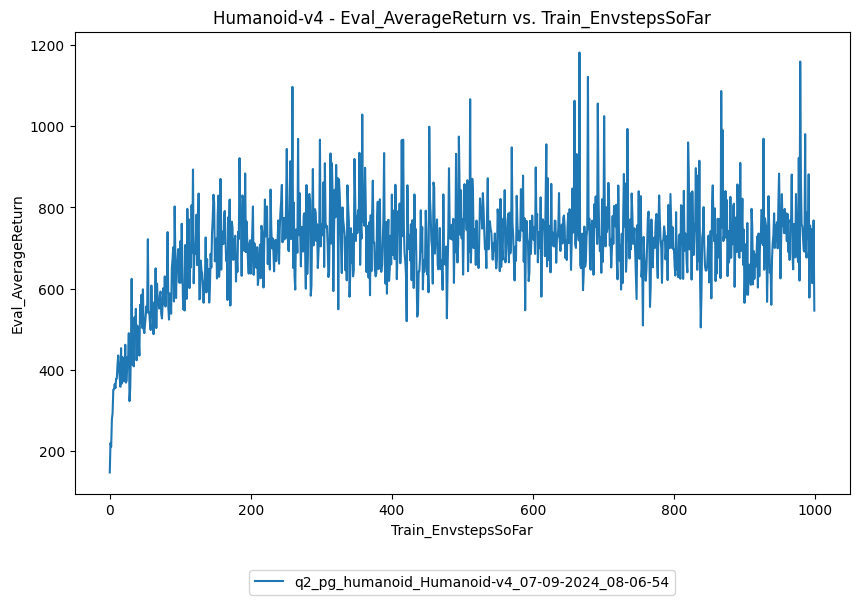 Humanoid-v4 - Eval_AverageReturn vs. Train_EnvstepsSoFar
1200
1000
800
600
400
200
Eval_AverageReturn
0 200 400 600 800 1000
Train_EnvstepsSoFar
q2_pg_humanoid_Humanoid-v4_07-09-2024_08-06-54